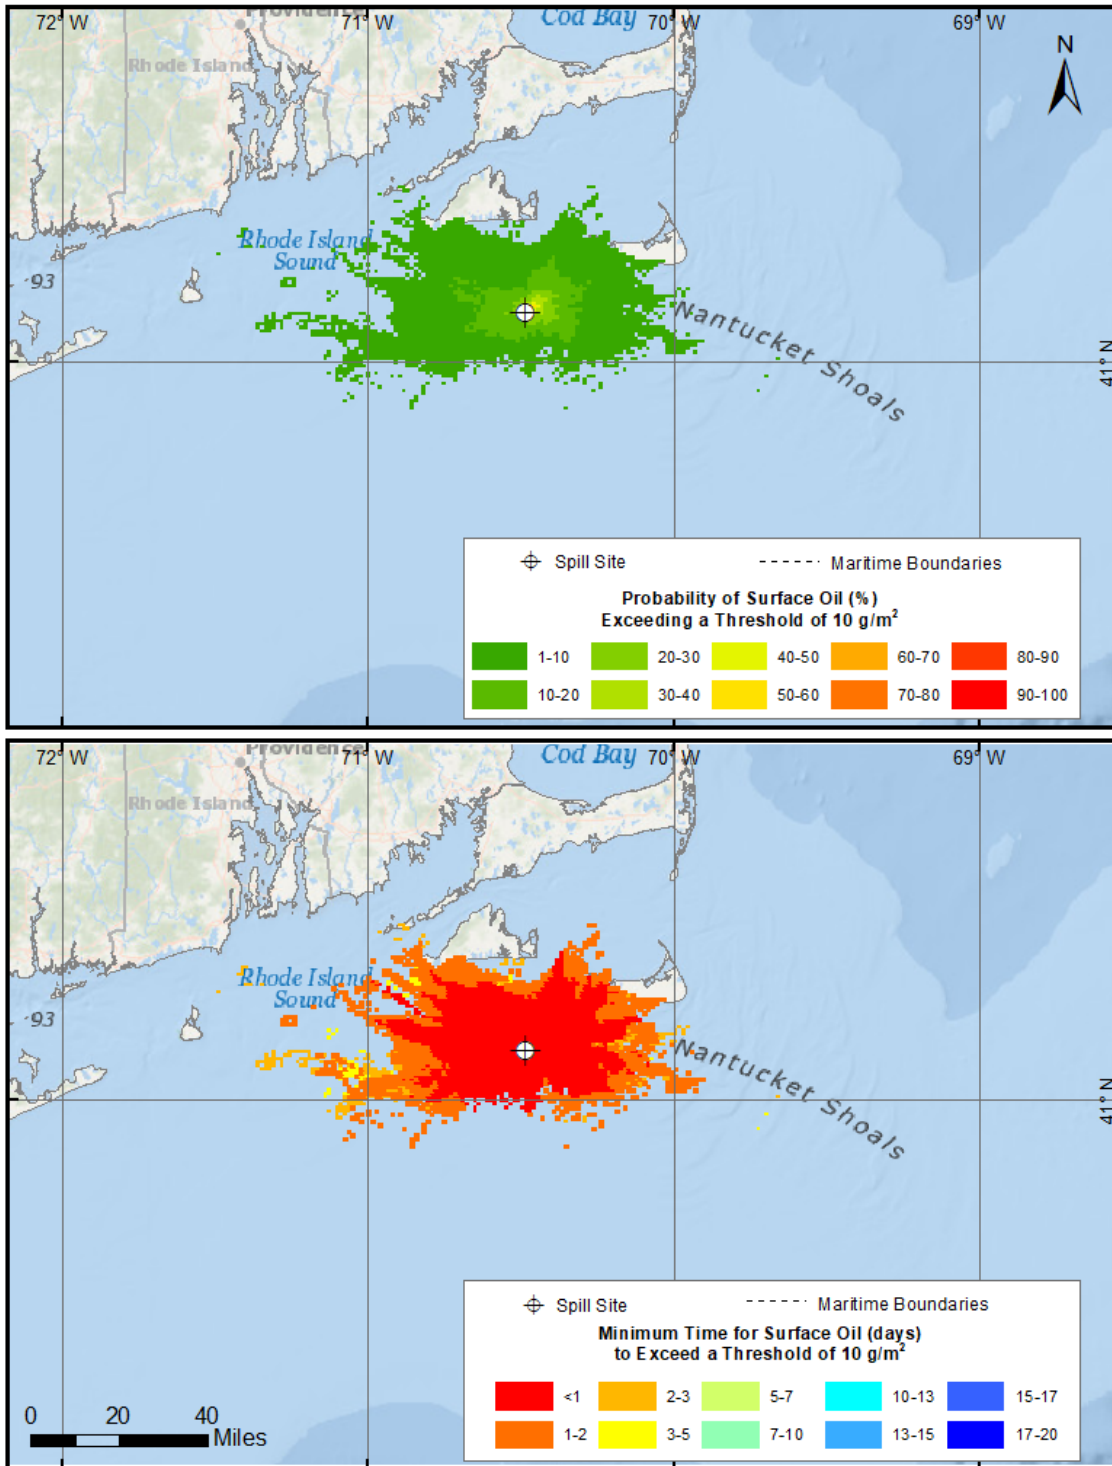 72° W
Providence
71° W
Cod Bay
70° W
69° W
N
Rhode Island
Rhode Island
Sound
93
Nantucket Shoals
41° N
Spill Site
Maritime Boundaries
Probability of Surface Oil (%)
Exceeding a Threshold of 10 g/m²
1-10
20-30
40-50
60-70
80-90
10-20
30-40
50-60
70-80
90-100
72° W
Providence
71° W
Cod Bay
70° W
69° W
Rhode Island
Rhode Island
Sound
93
Nantucket Shoals
41° N
Spill Site
Maritime Boundaries
Minimum Time for Surface Oil (days)
to Exceed a Threshold of 10 g/m²
<1
2-3
5-7
10-13
15-17
1-2
3-5
7-10
13-15
17-20
0 20 40
Miles